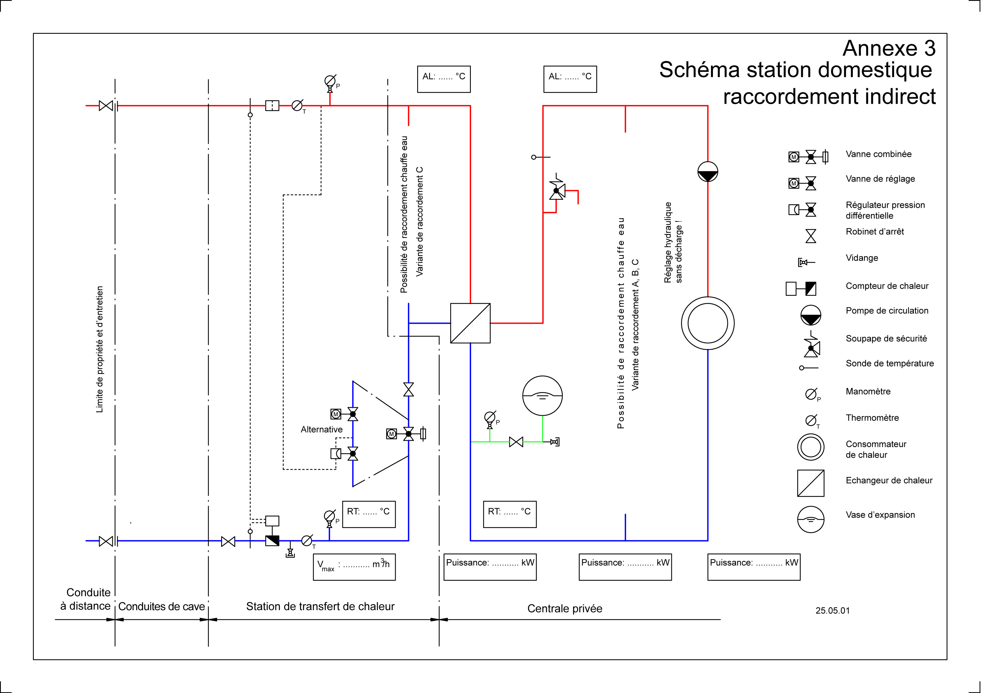 Annexe 3
Schéma station domestique
raccordement indirect
AL: ...... °C
AL: ...... °C
P
T
Possibilité de raccordement chauffe eau
Variante de raccordement C
Limite de propriété et d'entretien
Possibilité de raccordement chauffe eau
Variante de raccordement A, B, C
Réglage hydraulique
sans décharge !
M
Alternative
M
P
RT: ...... °C
RT: ...... °C
P
T
Vmax : ........... m³/h
Puissance: ........... kW
Puissance: ........... kW
Puissance: ........... kW
Conduite
à distance
Conduites de cave
Station de transfert de chaleur
Centrale privée
25.05.01
M
Vanne combinée
M
Vanne de réglage
Régulateur pression
différentielle
Robinet d'arrêt
Vidange
Compteur de chaleur
Pompe de circulation
Soupape de sécurité
Sonde de température
Manomètre
P
Thermomètre
T
Consommateur
de chaleur
Echangeur de chaleur
Vase d'expansion